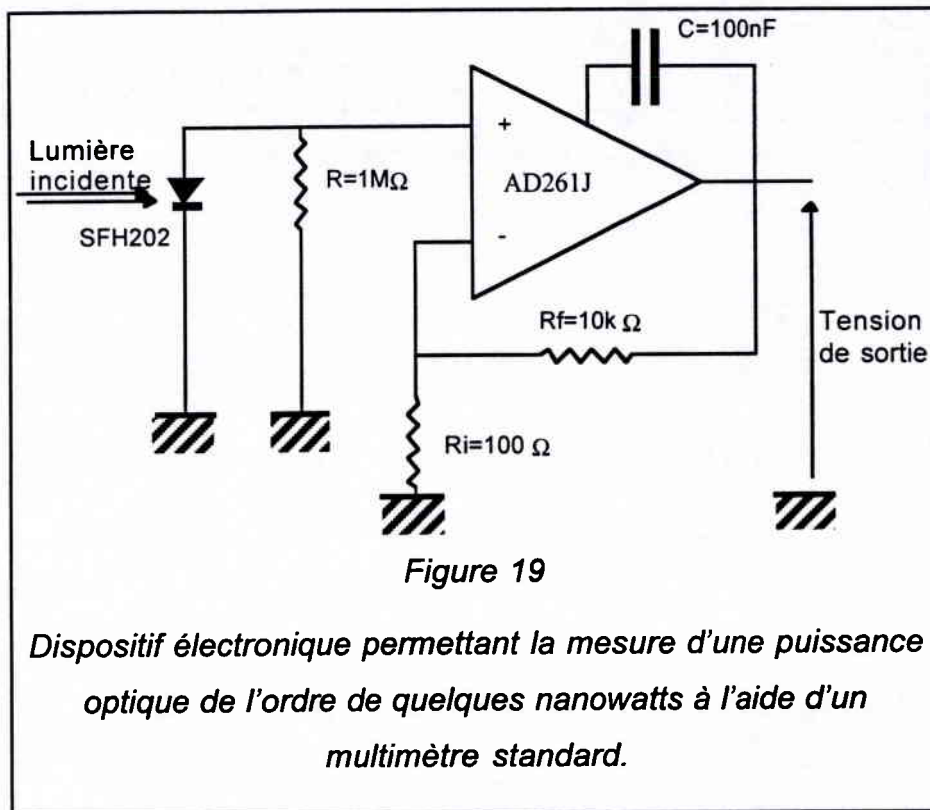 C=100nF
+
Lumière
incidente
R=1MΩ
AD261J
SFH202
-
Rf=10k Ω
Tension
de sortie
Ri=100 Ω
Figure 19
Dispositif électronique permettant la mesure d'une puissance
optique de l'ordre de quelques nanowatts à l'aide d'un
multimètre standard.